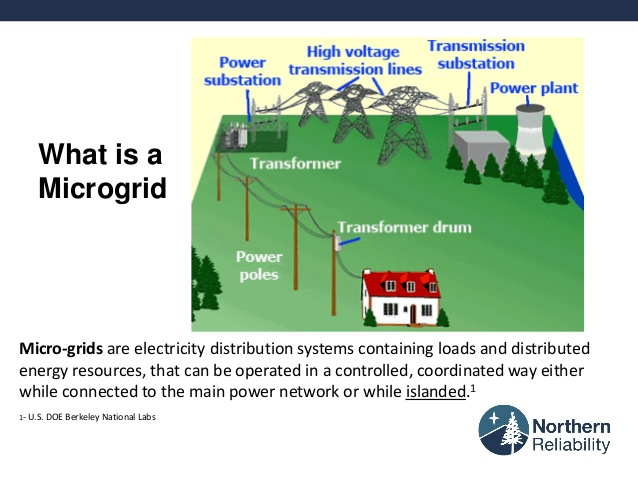 What is a
Microgrid
Power
substation
High voltage
transmission lines
Transmission
substation
Power plant
Transformer
Transformer drum
Power
poles
Micro-grids are electricity distribution systems containing loads and distributed
energy resources, that can be operated in a controlled, coordinated way either
while connected to the main power network or while islanded.1
1- U.S. DOE Berkeley National Labs
Northern
Reliability